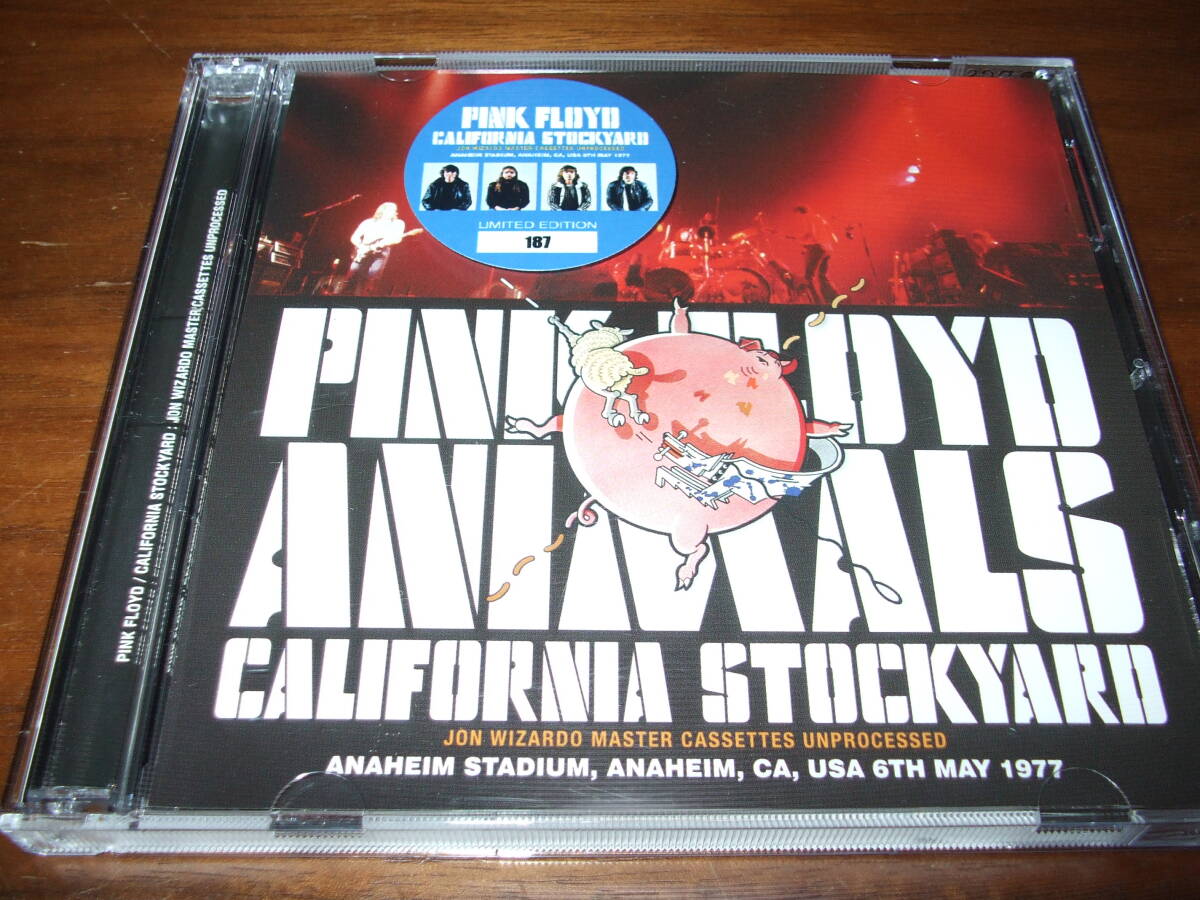 PINK FLOYD
CALIFORNIA STOCKYARD
JON WIZARDO MASTER CASSETTES UNPROCESSED
ANAHEIM STADIUM, ANAHEIM, CA, USA 6TH MAY 1977
LIMITED EDITION
187
PINK FLOYD
ANIMALS
CALIFORNIA STOCKYARD
JON WIZARDO MASTER CASSETTES UNPROCESSED
ANAHEIM STADIUM, ANAHEIM, CA, USA 6TH MAY 1977
PINK FLOYD / CALIFORNIA STOCKYARD : JON WIZARDO MASTER CASSETTES UNPROCESSED